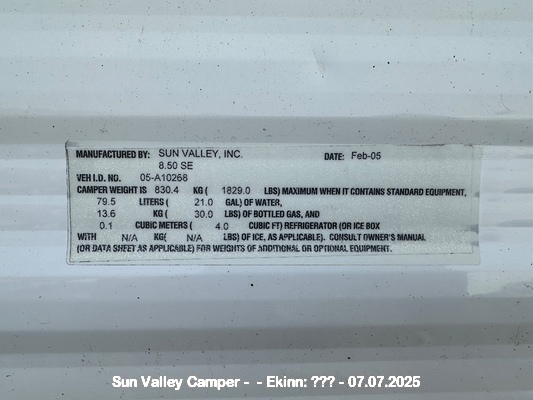 MANUFACTURED BY: SUN VALLEY, INC. DATE: Feb-05
8.50 SE
VEH I.D. NO. 05-A10268
CAMPER WEIGHT IS 830.4 KG ( 1829.0 LBS) MAXIMUM WHEN IT CONTAINS STANDARD EQUIPMENT,
79.5 LITERS ( 21.0 GAL) OF WATER,
13.6 KG ( 30.0 LBS) OF BOTTLED GAS, AND
0.1 CUBIC METERS ( 4.0 CUBIC FT) REFRIGERATOR (OR ICE BOX
WITH N/A KG( N/A LBS) OF ICE, AS APPLICABLE). CONSULT OWNER'S MANUAL
(OR DATA SHEET AS APPLICABLE) FOR WEIGHTS OF ADDITIONAL OR OPTIONAL EQUIPMENT.
Sun Valley Camper - - Ekinn: ??? - 07.07.2025